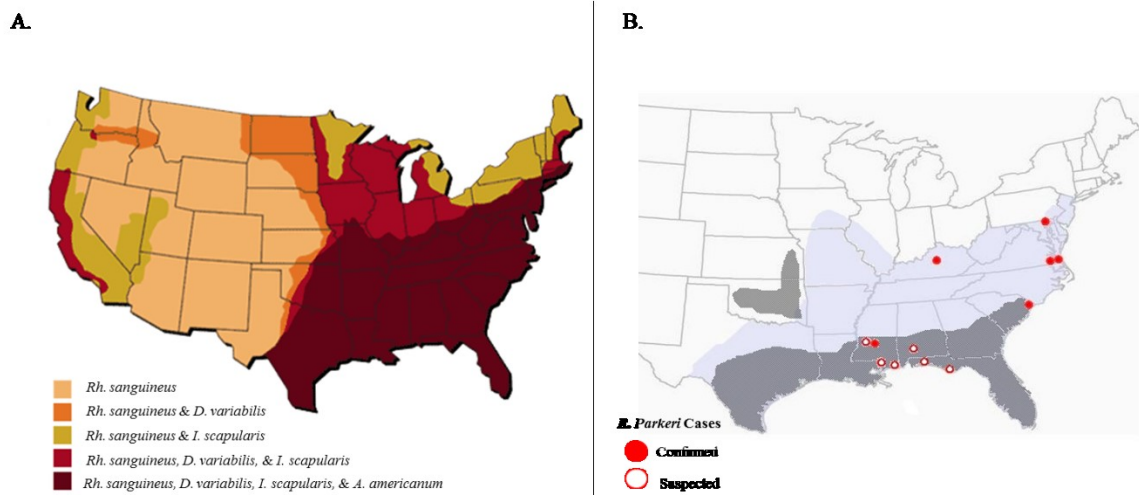 A.
B.
Rh. sanguineus
Rh. sanguineus & D. variabilis
Rh. sanguineus & I. scapularis
Rh. sanguineus, D. variabilis, & I. scapularis
Rh. sanguineus, D. variabilis, I. scapularis, & A. americanum
R. Parkeri Cases
Confirmed
Suspected